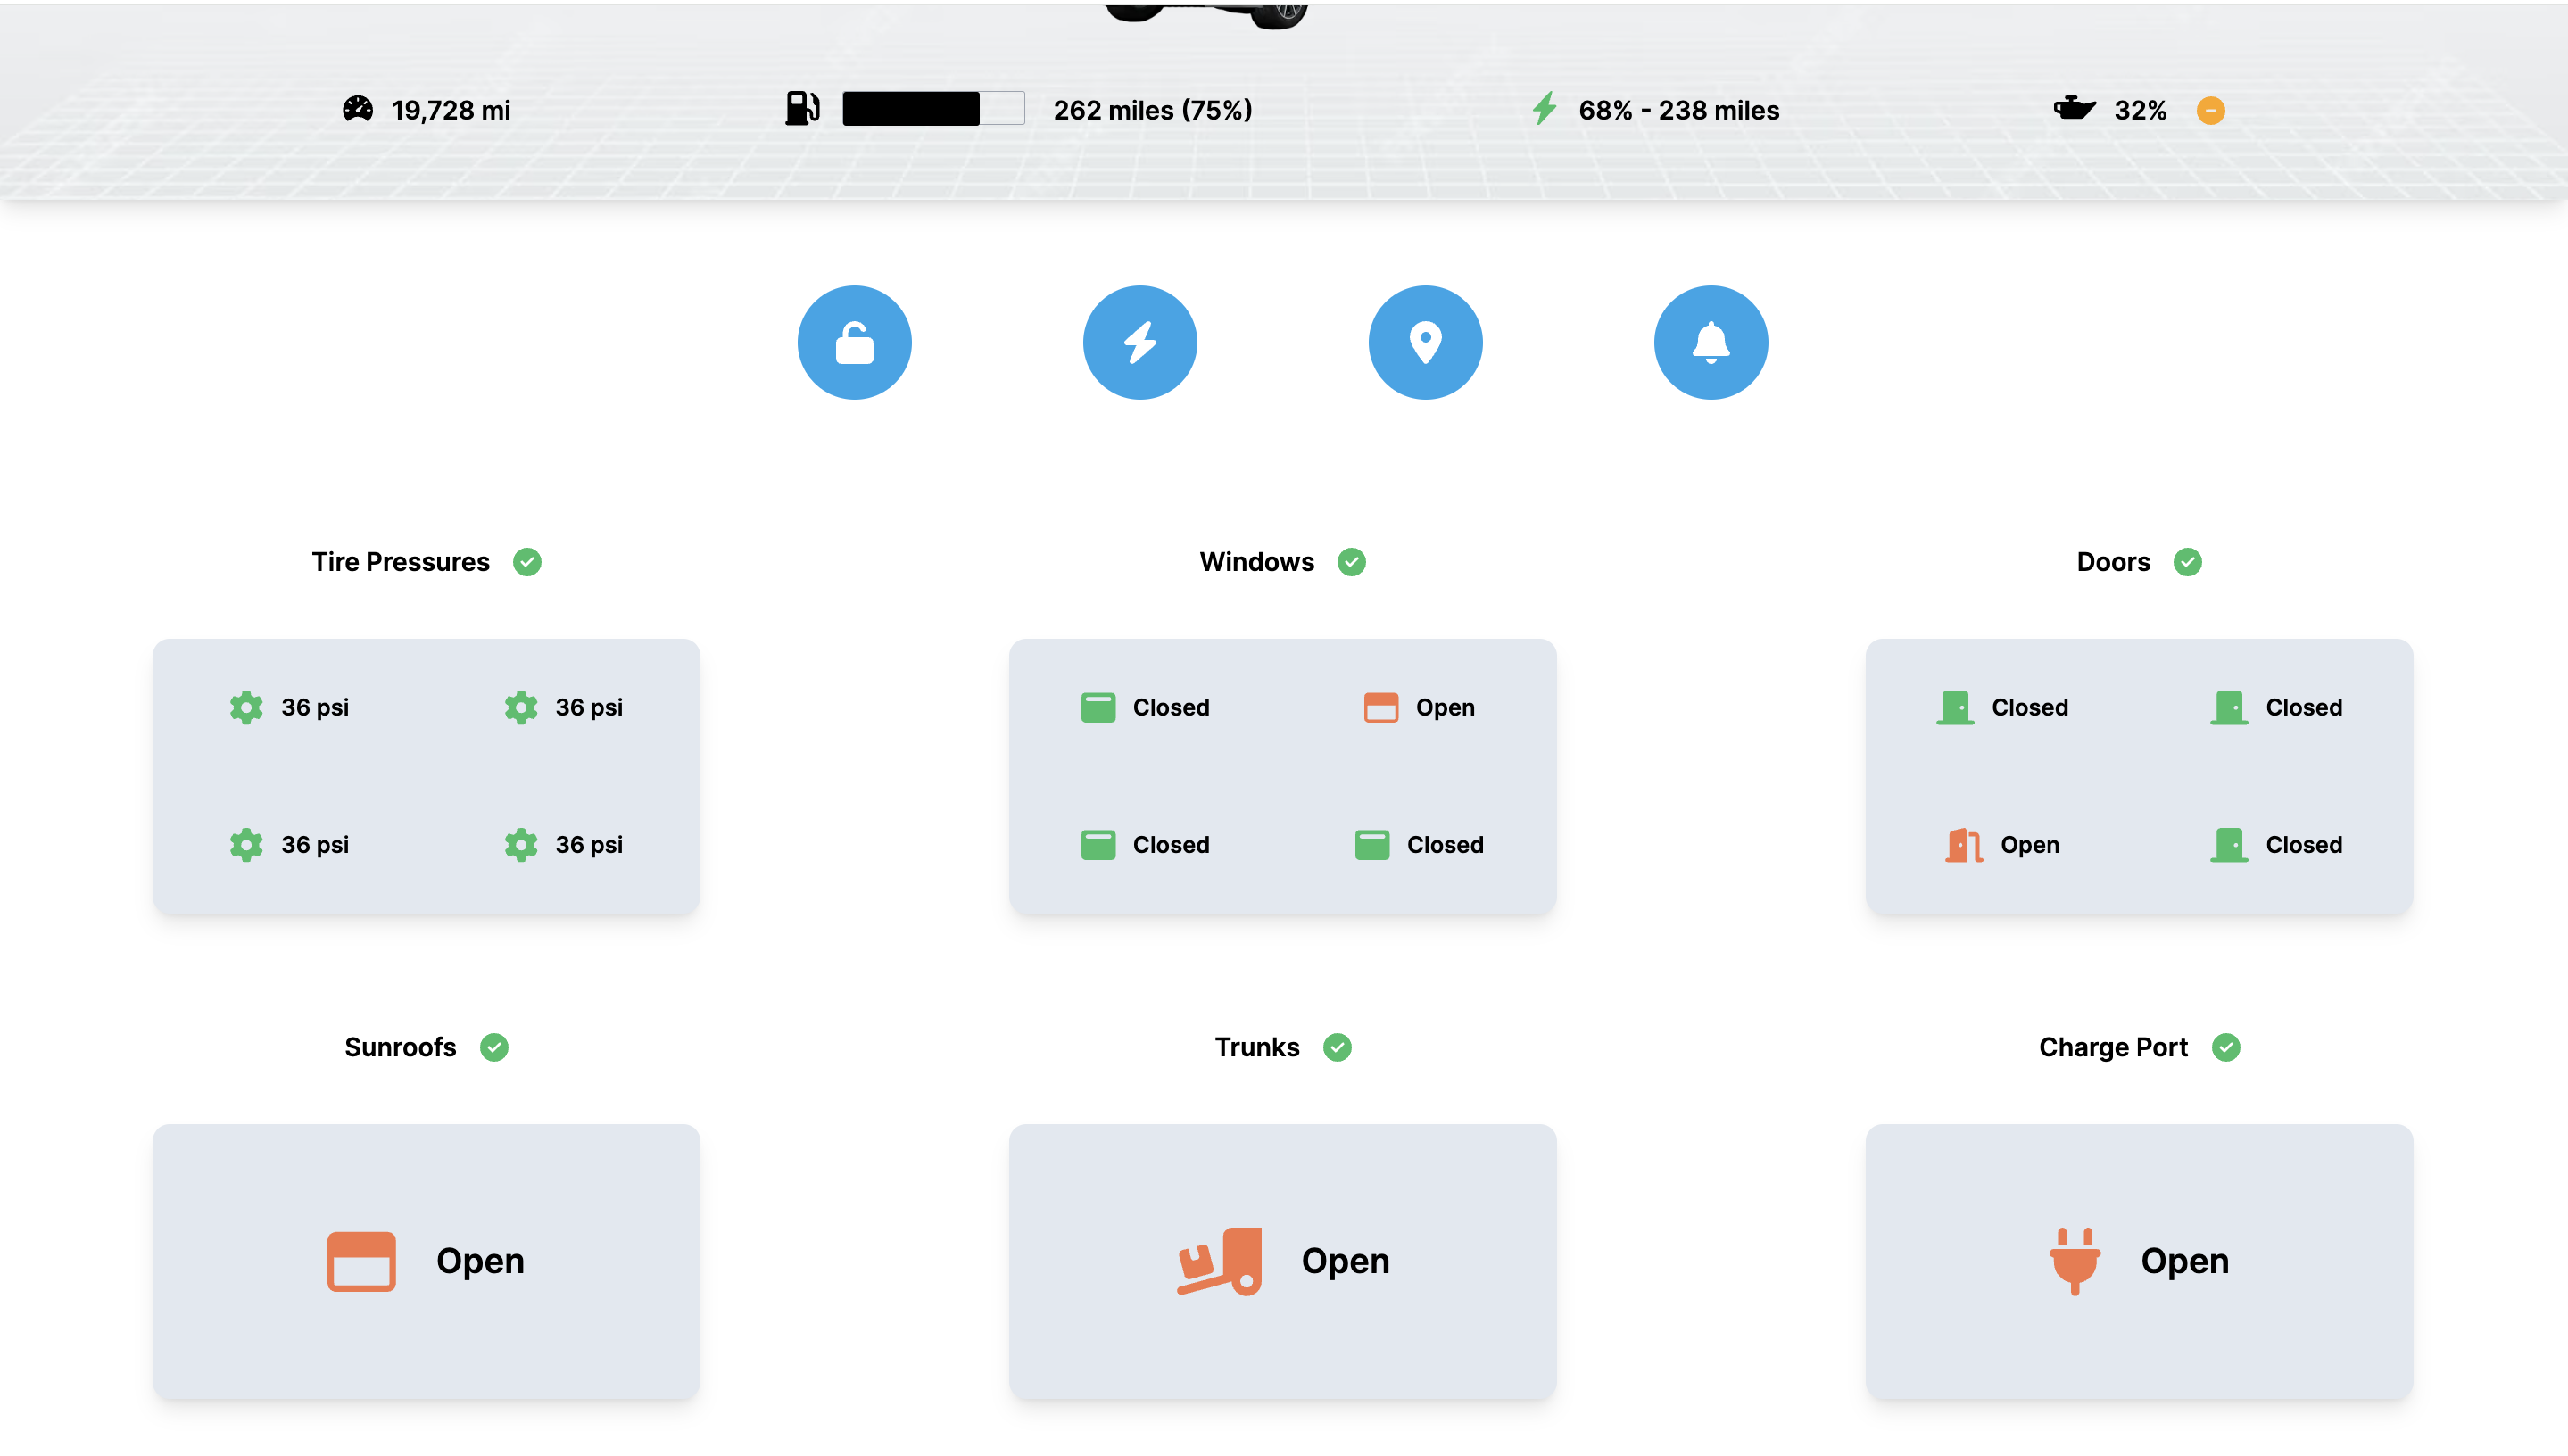 19,728 mi
262 miles (75%)
68% - 238 miles
32%
Tire Pressures
Windows
Doors
36 psi
36 psi
Closed
Open
Closed
Closed
36 psi
36 psi
Closed
Closed
Open
Closed
Sunroofs
Trunks
Charge Port
Open
Open
Open